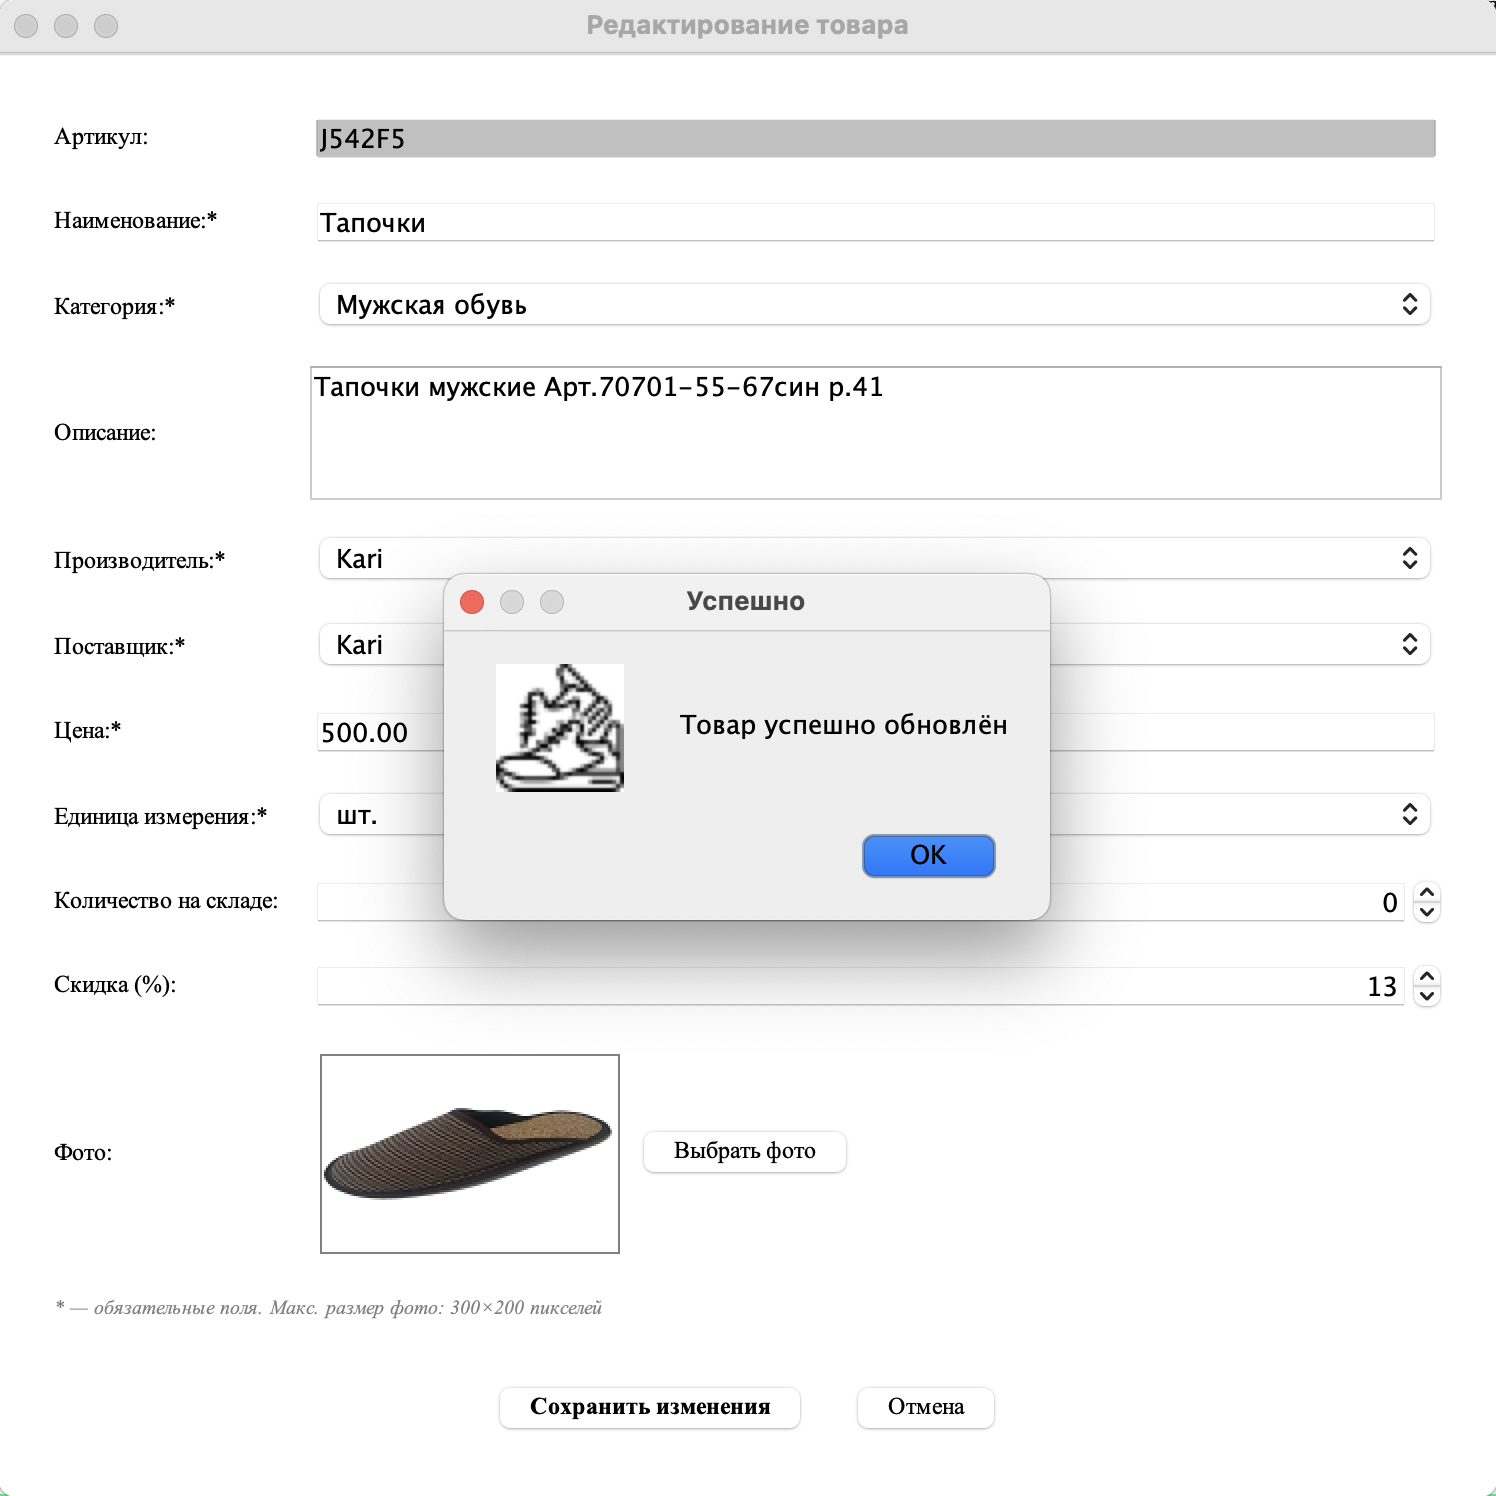 Редактирование товара
Артикул:
J542F5
Наименование:*
Тапочки
Категория:*
Мужская обувь
Описание:
Тапочки мужские Арт.70701-55-67син р.41
Производитель:*
Kari
Поставщик:*
Kari
Цена:*
500.00
Единица измерения:*
шт.
Количество на складе:
0
Скидка (%):
13
Успешно
Товар успешно обновлён
OK
Фото:
Выбрать фото
* — обязательные поля. Макс. размер фото: 300×200 пикселей
Сохранить изменения
Отмена